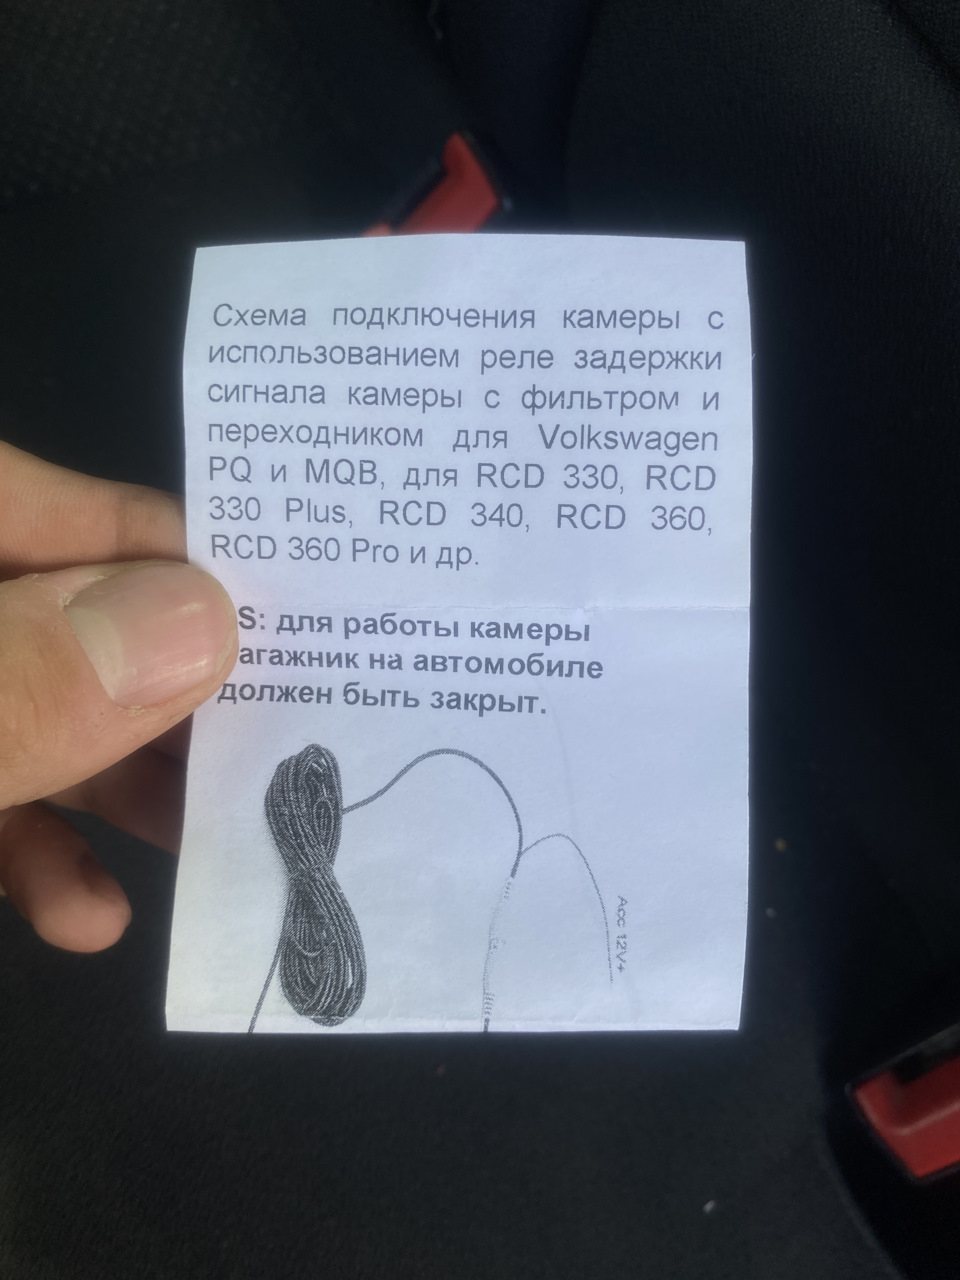 Схема подключения камеры с
использованием реле задержки
сигнала камеры с фильтром и
переходником для Volkswagen
PQ и MQB, для RCD 330, RCD
330 Plus, RCD 340, RCD 360,
RCD 360 Pro и др.
S: для работы камеры
агажник на автомобиле
должен быть закрыт.
Acc 12V+